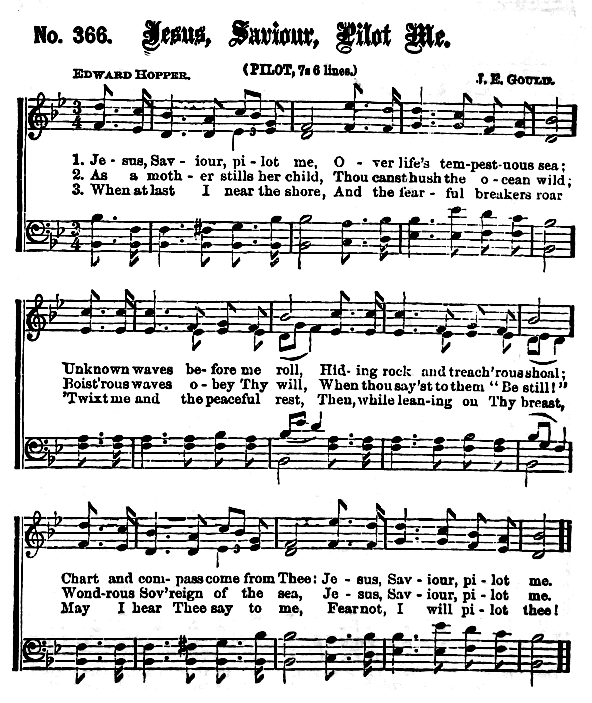 No. 366. Jesus, Saviour, Pilot Me.
EDWARD HOPPER. (PILOT, 7s 6 lines.) J. E. GOULD.
3 4
3
1. Je - sus, Sav - iour, pi - lot me, O - ver life's tem - pest - nous sea;
2. As a moth - er stills her child, Thou canst hush the o - cean wild;
3. When at last I near the shore, And the fear - ful breakers roar
3 4
Unknown waves be - fore me roll, Hid - ing rock and treach'rous shoal;
Boist'rous waves o - bey Thy will, When thou say'st to them "Be still!"
'Twixt me and the peaceful rest, Then, while lean - ing on Thy breast,
3
Chart and com - pass come from Thee: Je - sus, Sav - iour, pi - lot me.
Wond - rous Sov'reign of the sea, Je - sus, Sav - iour, pi - lot me.
May I hear Thee say to me, Fear not, I will pi - lot thee!